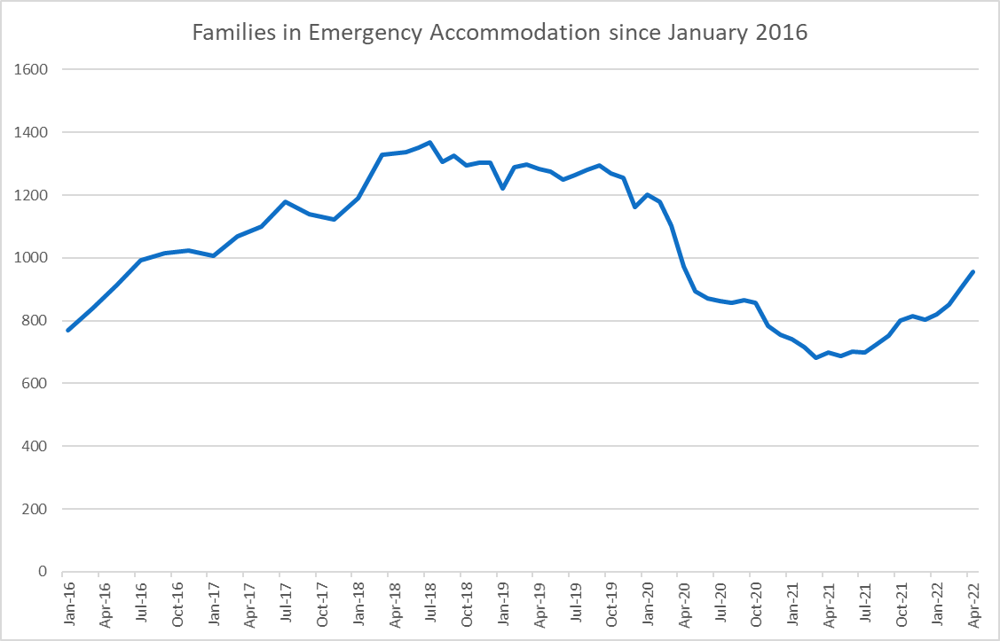 Families in Emergency Accommodation since January 2016
1600
1400
1200
1000
800
600
400
200
0
Jan-16
Apr-16
Jul-16
Oct-16
Jan-17
Apr-17
Jul-17
Oct-17
Jan-18
Apr-18
Jul-18
Oct-18
Jan-19
Apr-19
Jul-19
Oct-19
Jan-20
Apr-20
Jul-20
Oct-20
Jan-21
Apr-21
Jul-21
Oct-21
Jan-22
Apr-22